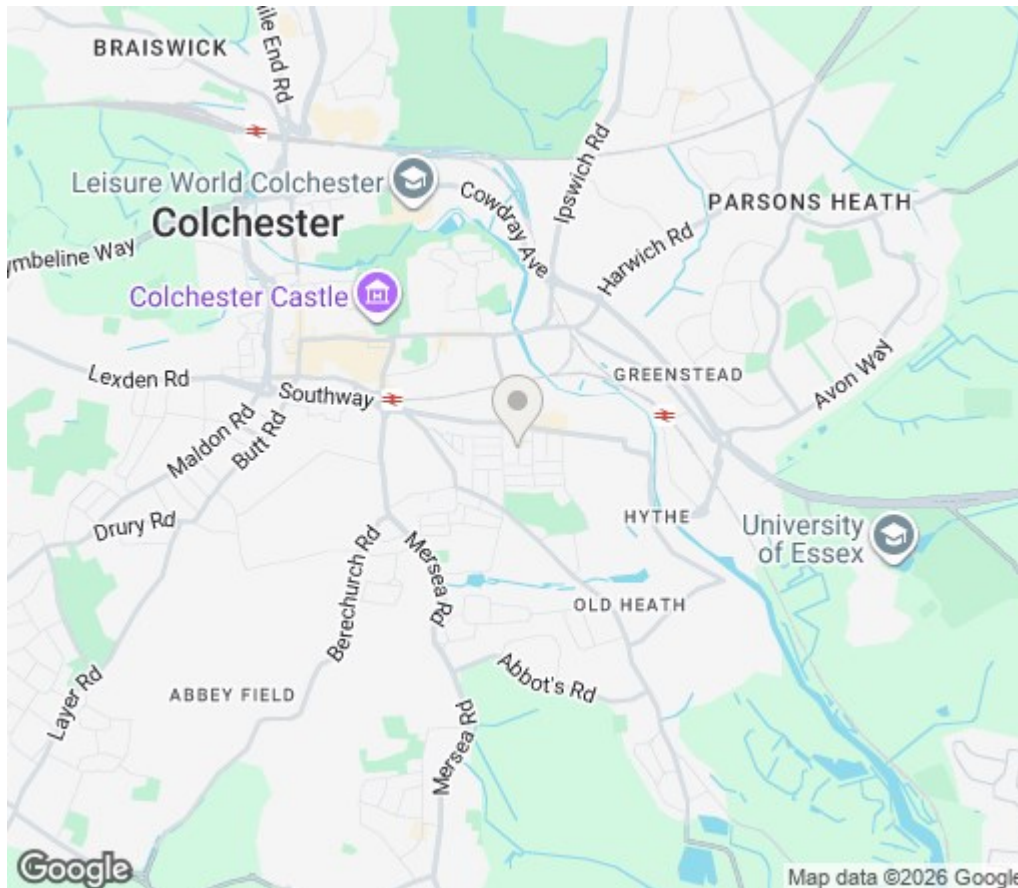 BRAISWICK
ile End Rd
Leisure World Colchester
Colchester
Cowdray Ave
Ipswich Rd
PARSONS HEATH
ymbeline Way
Harwich Rd
Colchester Castle
Lexden Rd
Southway
GREENSTEAD
Avon Way
Maldon Rd
Butt Rd
Drury Rd
HYTHE
University
of Essex
Berechurch Rd
Mersea Rd
OLD HEATH
Layer Rd
ABBEY FIELD
Abbot's Rd
Mersea Rd
Google
Map data ©2026 Google